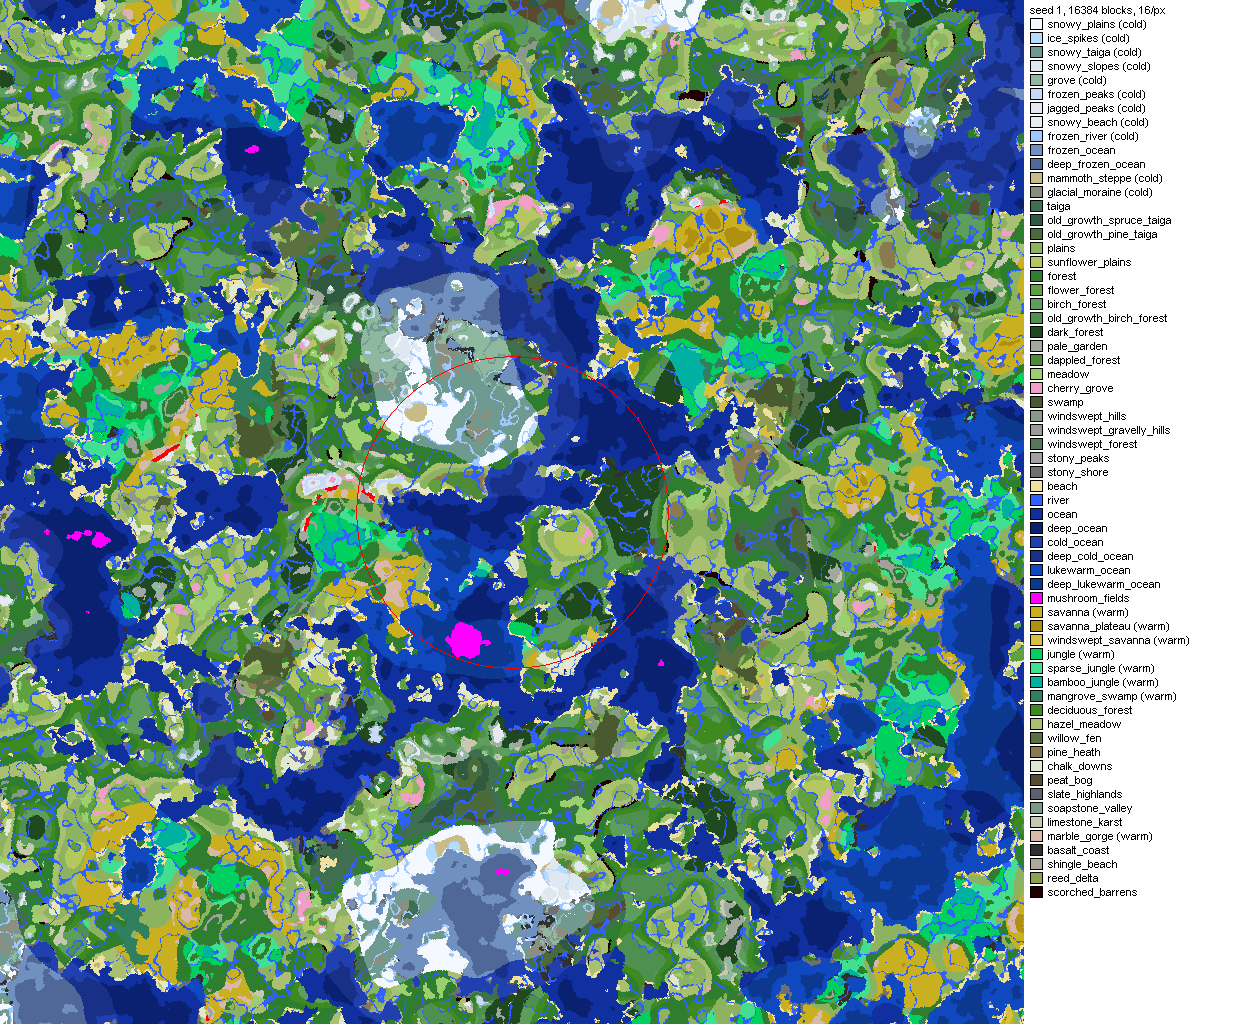 seed 1, 16384 blocks, 16/px
snowy_plains (cold)
ice_spikes (cold)
snowy_taiga (cold)
snowy_slopes (cold)
grove (cold)
frozen_peaks (cold)
jagged_peaks (cold)
snowy_beach (cold)
frozen_river (cold)
frozen_ocean
deep_frozen_ocean
mammoth_steppe (cold)
glacial_moraine (cold)
taiga
old_growth_spruce_taiga
old_growth_pine_taiga
plains
sunflower_plains
forest
flower_forest
birch_forest
old_growth_birch_forest
dark_forest
pale_garden
dappled_forest
meadow
cherry_grove
swamp
windswept_hills
windswept_gravelly_hills
windswept_forest
stony_peaks
stony_shore
beach
river
ocean
deep_ocean
cold_ocean
deep_cold_ocean
lukewarm_ocean
deep_lukewarm_ocean
mushroom_fields
savanna (warm)
savanna_plateau (warm)
windswept_savanna (warm)
jungle (warm)
sparse_jungle (warm)
bamboo_jungle (warm)
mangrove_swamp (warm)
deciduous_forest
hazel_meadow
willow_fen
pine_heath
chalk_downs
peat_bog
slate_highlands
soapstone_valley
limestone_karst
marble_gorge (warm)
basalt_coast
shingle_beach
reed_delta
scorched_barrens